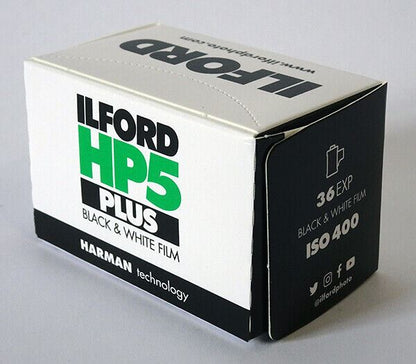 ILFORD
www.ilfordphoto.com
ILFORD
HP5
PLUS
BLACK & WHITE FILM
HARMAN technology
36 EXP
BLACK & WHITE FILM
ISO 400
@ilfordphoto